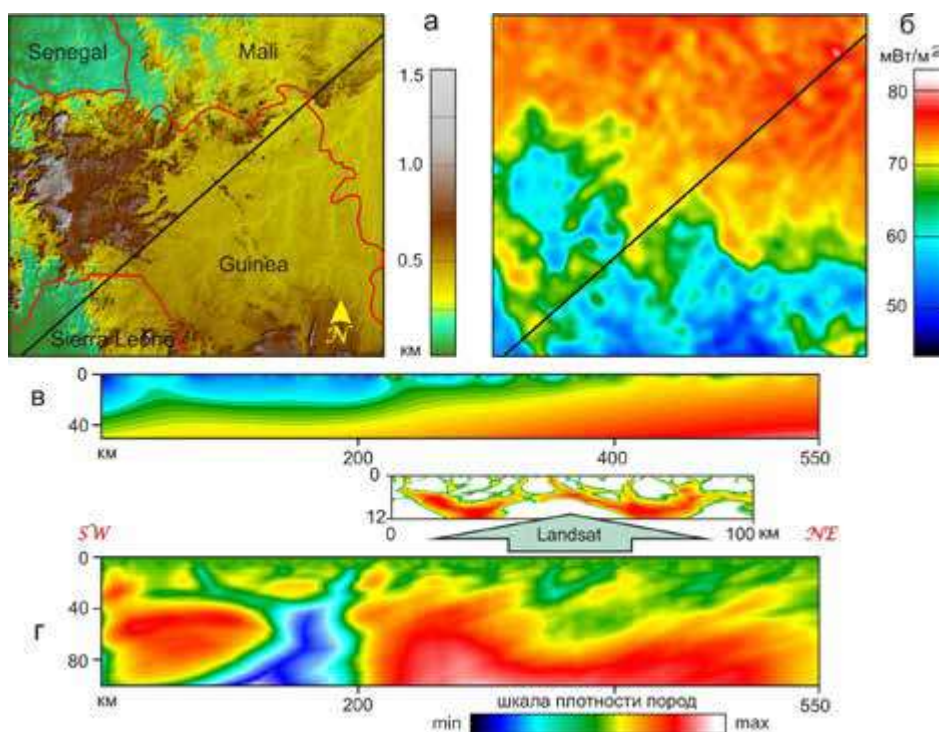 Senegal
Mali
а
1.5
1.0
0.5
км
Guinea
Sierra Leone
N
б
мВт/м²
80
70
60
50
в
0
40
км
200
400
550
0
12
0
100 км
Landsat
SW
NE
г
0
40
80
км
200
550
шкала плотности пород
min
max